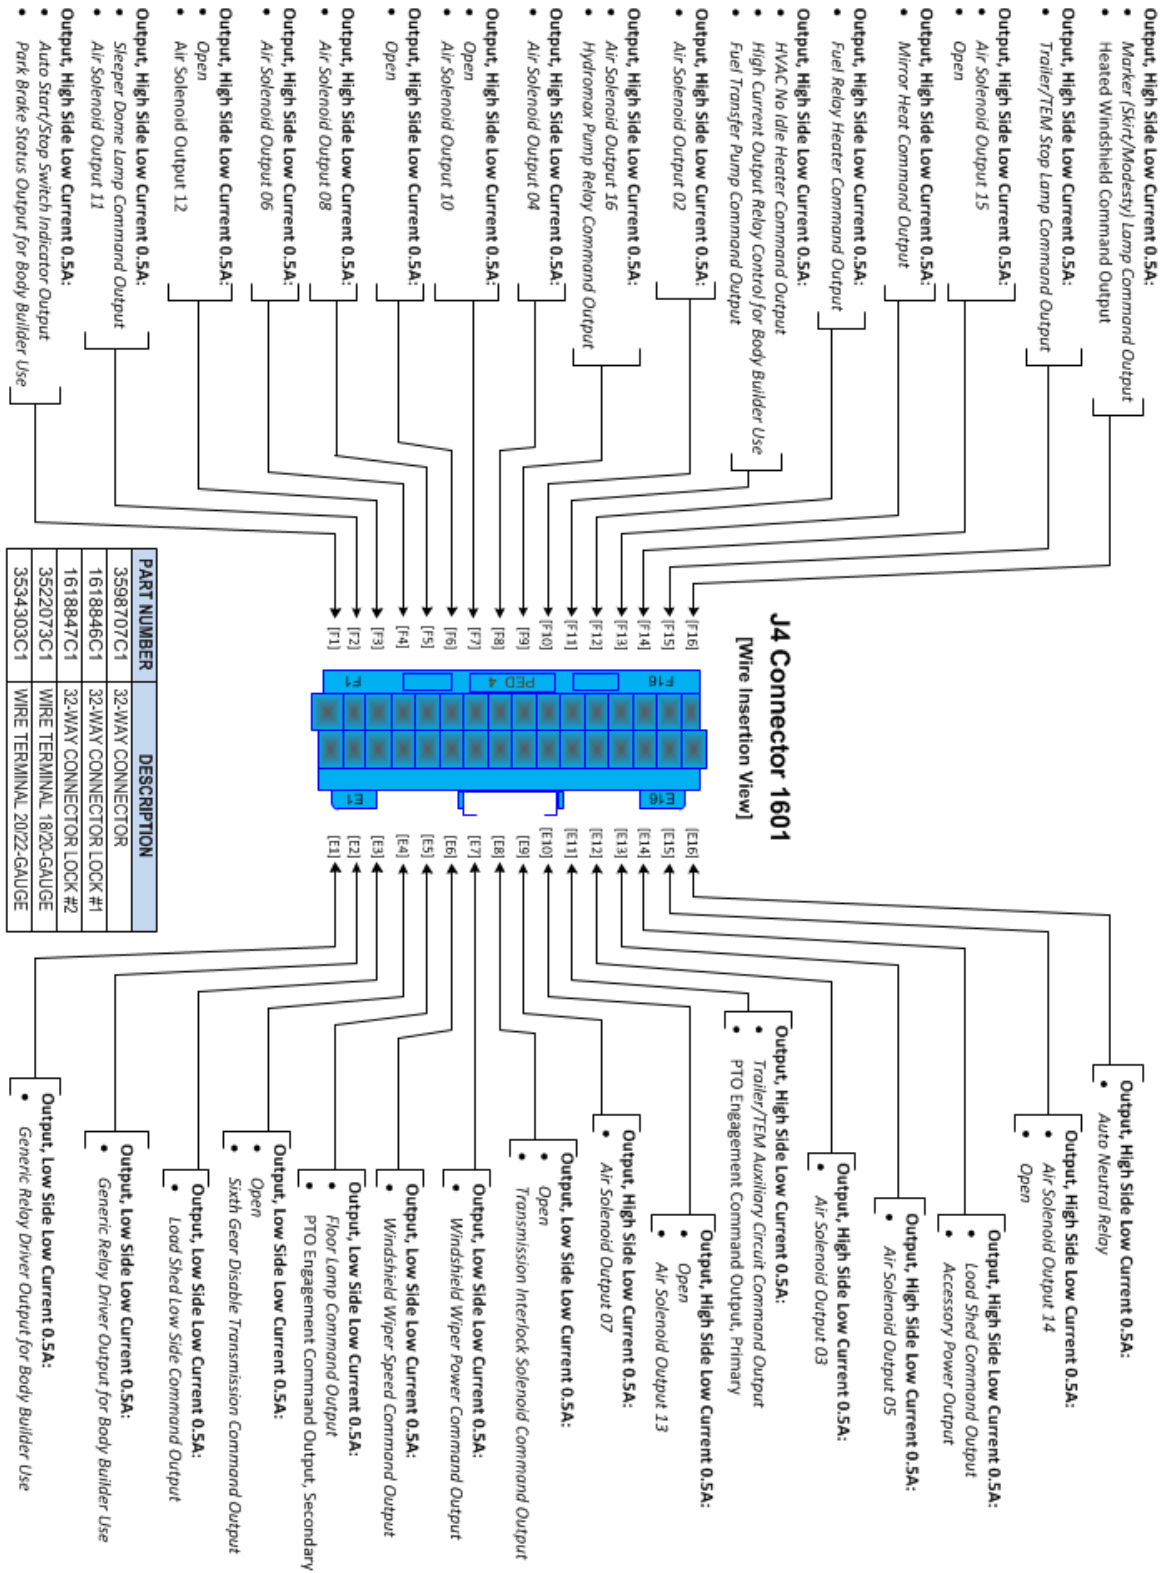 Output, High Side Low Current 0.5A:
• Marker (Skirt/Modesty) Lamp Command Output
• Heated Windshield Command Output
Output, High Side Low Current 0.5A:
• Trailer/TEM Stop Lamp Command Output
Output, High Side Low Current 0.5A:
• Air Solenoid Output 15
• Open
Output, High Side Low Current 0.5A:
• Mirror Heat Command Output
Output, High Side Low Current 0.5A:
• Fuel Relay Heater Command Output
Output, High Side Low Current 0.5A:
• HVAC No Idle Heater Command Output
• High Current Output Relay Control for Body Builder Use
• Fuel Transfer Pump Command Output
Output, High Side Low Current 0.5A:
• Air Solenoid Output 02
Output, High Side Low Current 0.5A:
• Air Solenoid Output 16
• Hydromax Pump Relay Command Output
Output, High Side Low Current 0.5A:
• Air Solenoid Output 04
Output, High Side Low Current 0.5A:
• Open
• Air Solenoid Output 10
Output, High Side Low Current 0.5A:
• Open
Output, High Side Low Current 0.5A:
• Air Solenoid Output 08
Output, High Side Low Current 0.5A:
• Air Solenoid Output 06
Output, High Side Low Current 0.5A:
• Open
• Air Solenoid Output 12
Output, High Side Low Current 0.5A:
• Sleeper Dome Lamp Command Output
• Air Solenoid Output 11
Output, High Side Low Current 0.5A:
• Auto Start/Stop Switch Indicator Output
• Park Brake Status Output for Body Builder Use
J4 Connector 1601
[Wire Insertion View]
[F16]
[F15]
[F14]
[F13]
[F12]
[F11]
[F10]
[F9]
[F8]
[F7]
[F6]
[F5]
[F4]
[F3]
[F2]
[F1]
F16
PED 4
F1
E16
E1
[E16]
[E15]
[E14]
[E13]
[E12]
[E11]
[E10]
[E9]
[E8]
[E7]
[E6]
[E5]
[E4]
[E3]
[E2]
[E1]
Output, High Side Low Current 0.5A:
• Auto Neutral Relay
Output, High Side Low Current 0.5A:
• Air Solenoid Output 14
• Open
Output, High Side Low Current 0.5A:
• Load Shed Command Output
• Accessory Power Output
Output, High Side Low Current 0.5A:
• Air Solenoid Output 05
Output, High Side Low Current 0.5A:
• Air Solenoid Output 03
Output, High Side Low Current 0.5A:
• Trailer/TEM Auxiliary Circuit Command Output
• PTO Engagement Command Output, Primary
Output, High Side Low Current 0.5A:
• Open
• Air Solenoid Output 13
Output, High Side Low Current 0.5A:
• Air Solenoid Output 07
Output, Low Side Low Current 0.5A:
• Open
• Transmission Interlock Solenoid Command Output
Output, Low Side Low Current 0.5A:
• Windshield Wiper Power Command Output
Output, Low Side Low Current 0.5A:
• Windshield Wiper Speed Command Output
Output, Low Side Low Current 0.5A:
• Floor Lamp Command Output
• PTO Engagement Command Output, Secondary
Output, Low Side Low Current 0.5A:
• Open
• Sixth Gear Disable Transmission Command Output
Output, Low Side Low Current 0.5A:
• Load Shed Low Side Command Output
Output, Low Side Low Current 0.5A:
• Generic Relay Driver Output for Body Builder Use
Output, Low Side Low Current 0.5A:
• Generic Relay Driver Output for Body Builder Use
PART NUMBER DESCRIPTION
3598707C1 32-WAY CONNECTOR
1618846C1 32-WAY CONNECTOR LOCK #1
1618847C1 32-WAY CONNECTOR LOCK #2
3522073C1 WIRE TERMINAL 18/20-GAUGE
3534303C1 WIRE TERMINAL 20/22-GAUGE